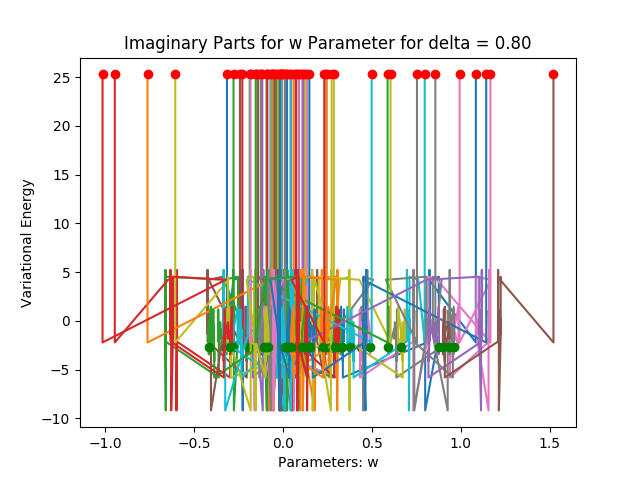 Imaginary Parts for w Parameter for delta = 0.80
Variational Energy
25
20
15
10
5
0
−5
−10
−1.0 −0.5 0.0 0.5 1.0 1.5
Parameters: w